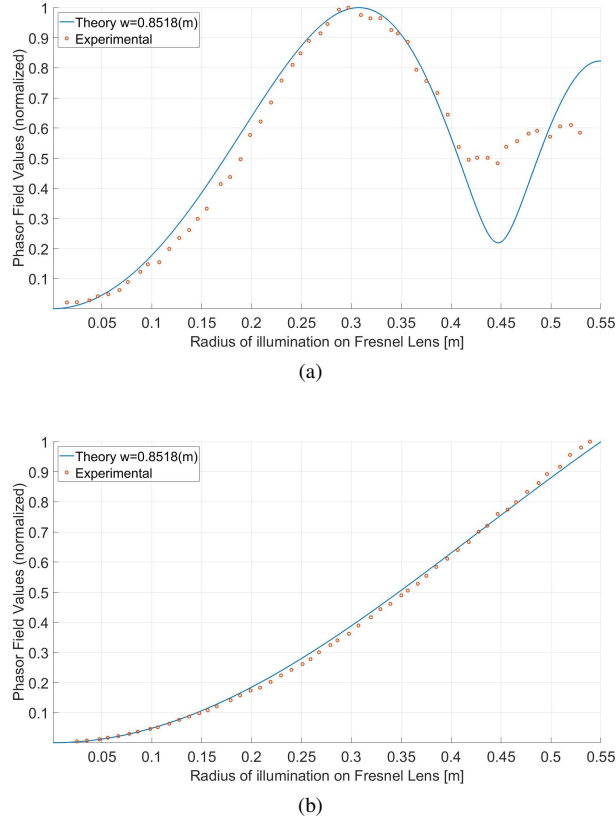 1
0.9
0.8
0.7
0.6
0.5
0.4
0.3
0.2
0.1
Phasor Field Values (normalized)
Theory w=0.8518(m)
Experimental
0.05 0.1 0.15 0.2 0.25 0.3 0.35 0.4 0.45 0.5 0.55
Radius of illumination on Fresnel Lens [m]
(a)
1
0.9
0.8
0.7
0.6
0.5
0.4
0.3
0.2
0.1
Phasor Field Values (normalized)
Theory w=0.8518(m)
Experimental
0.05 0.1 0.15 0.2 0.25 0.3 0.35 0.4 0.45 0.5 0.55
Radius of illumination on Fresnel Lens [m]
(b)